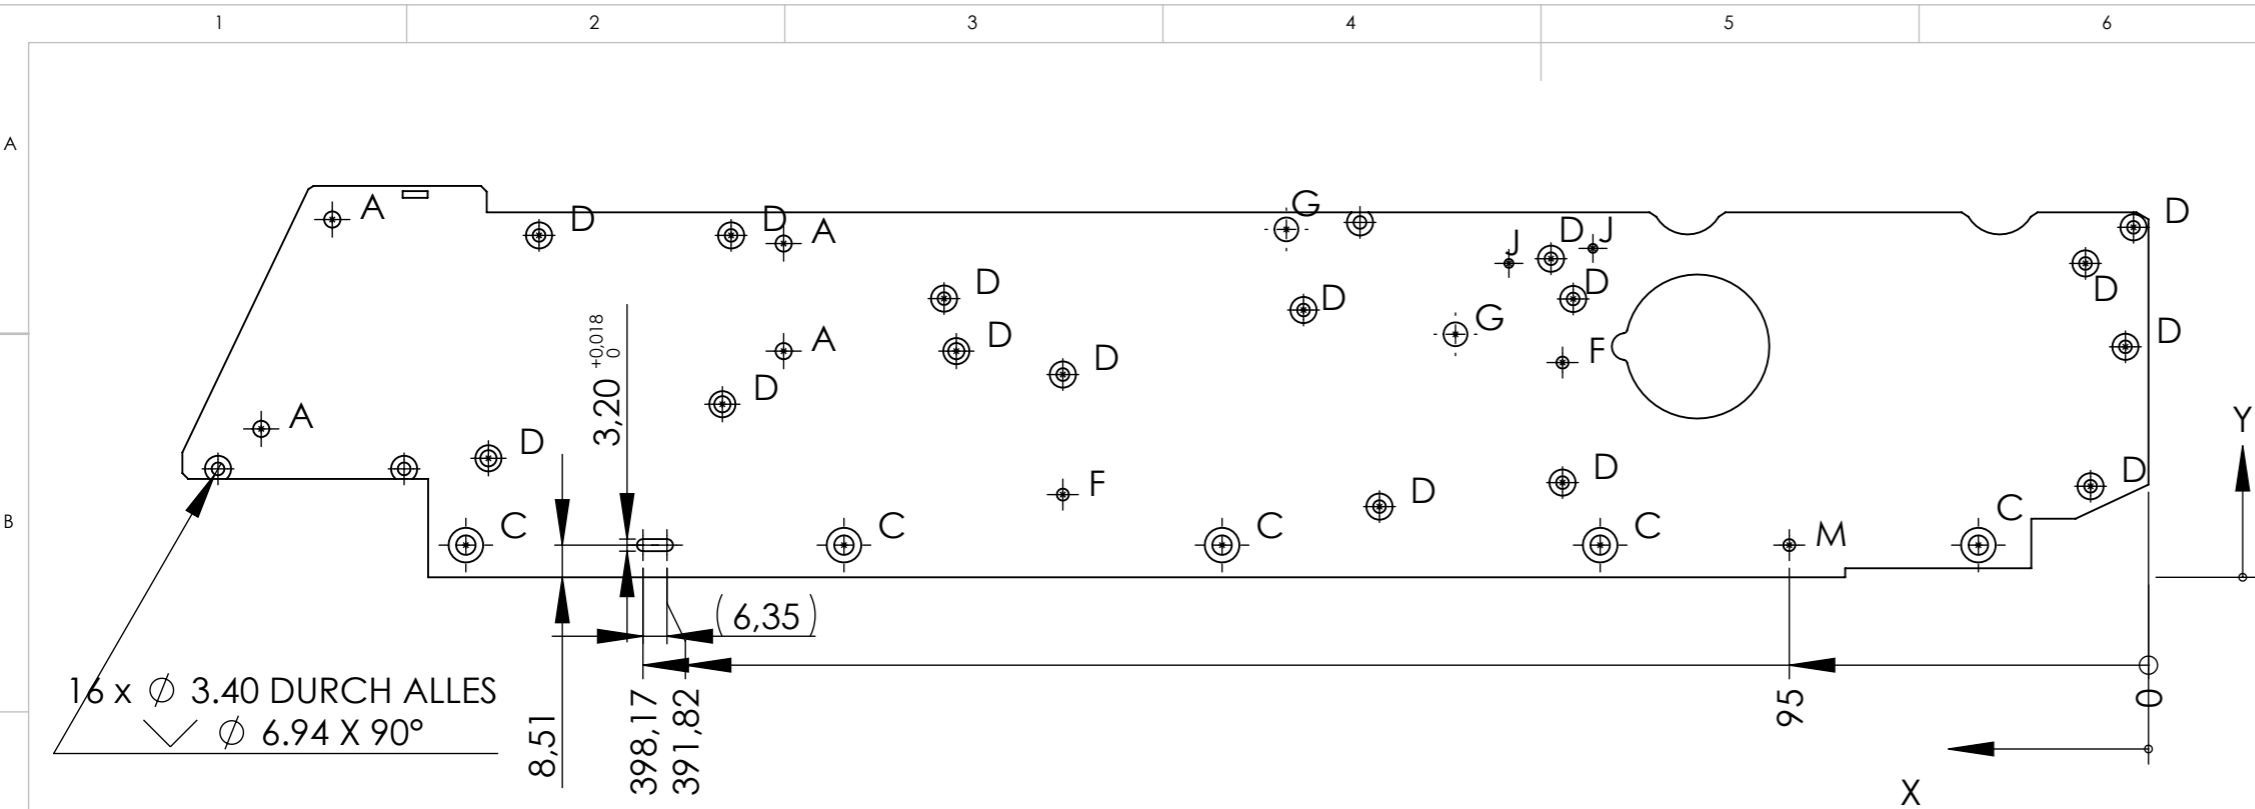 1 2 3 4 5 6
A
A D D A G D J D J D
D D D D
A D D G F D
D D
A D F D D D
B
C C C C M C
Y
3,20 +0,018 0
(6,35)
16 x ⌀ 3.40 DURCH ALLES
⌀ 6.94 X 90°
8,51 398,17 391,82 95 0
X